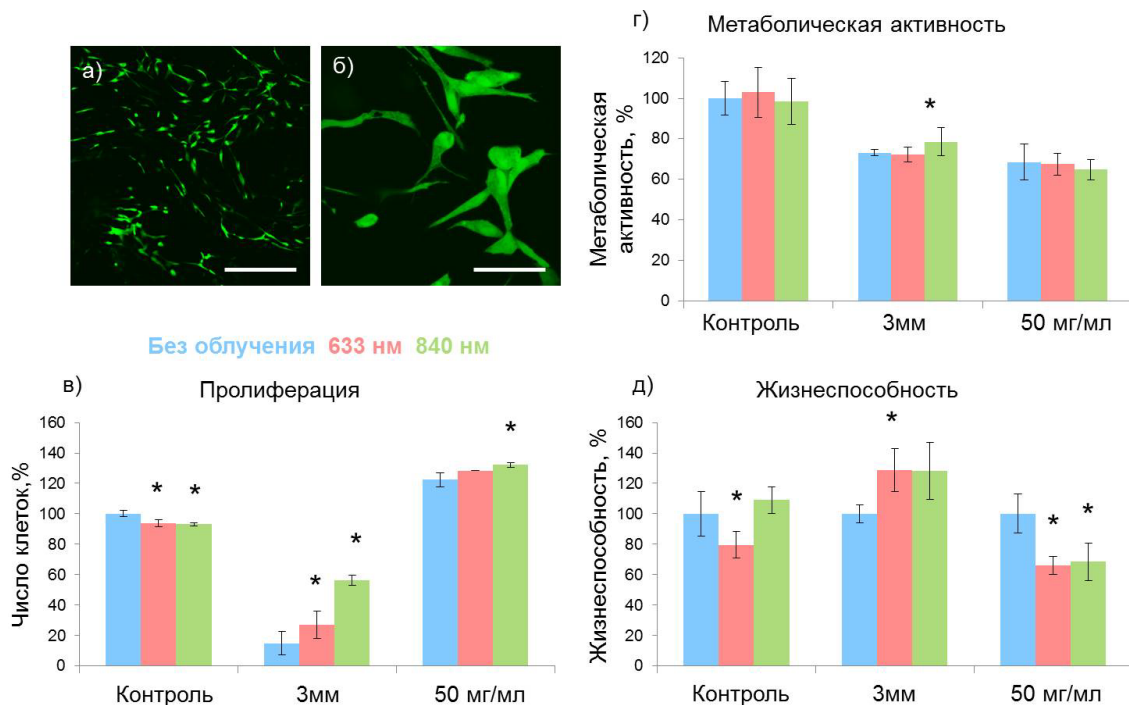 а)
б)
г)
Метаболическая активность
Метаболическая
активность, %
120
100
80
60
40
20
0
*
Контроль
3мм
50 мг/мл
Без облучения 633 нм 840 нм
в)
Пролиферация
Число клеток,%
160
140
120
100
80
60
40
20
0
* * * * *
Контроль
3мм
50 мг/мл
д)
Жизнеспособность
Жизнеспособность, %
160
140
120
100
80
60
40
20
0
* * * *
Контроль
3мм
50 мг/мл